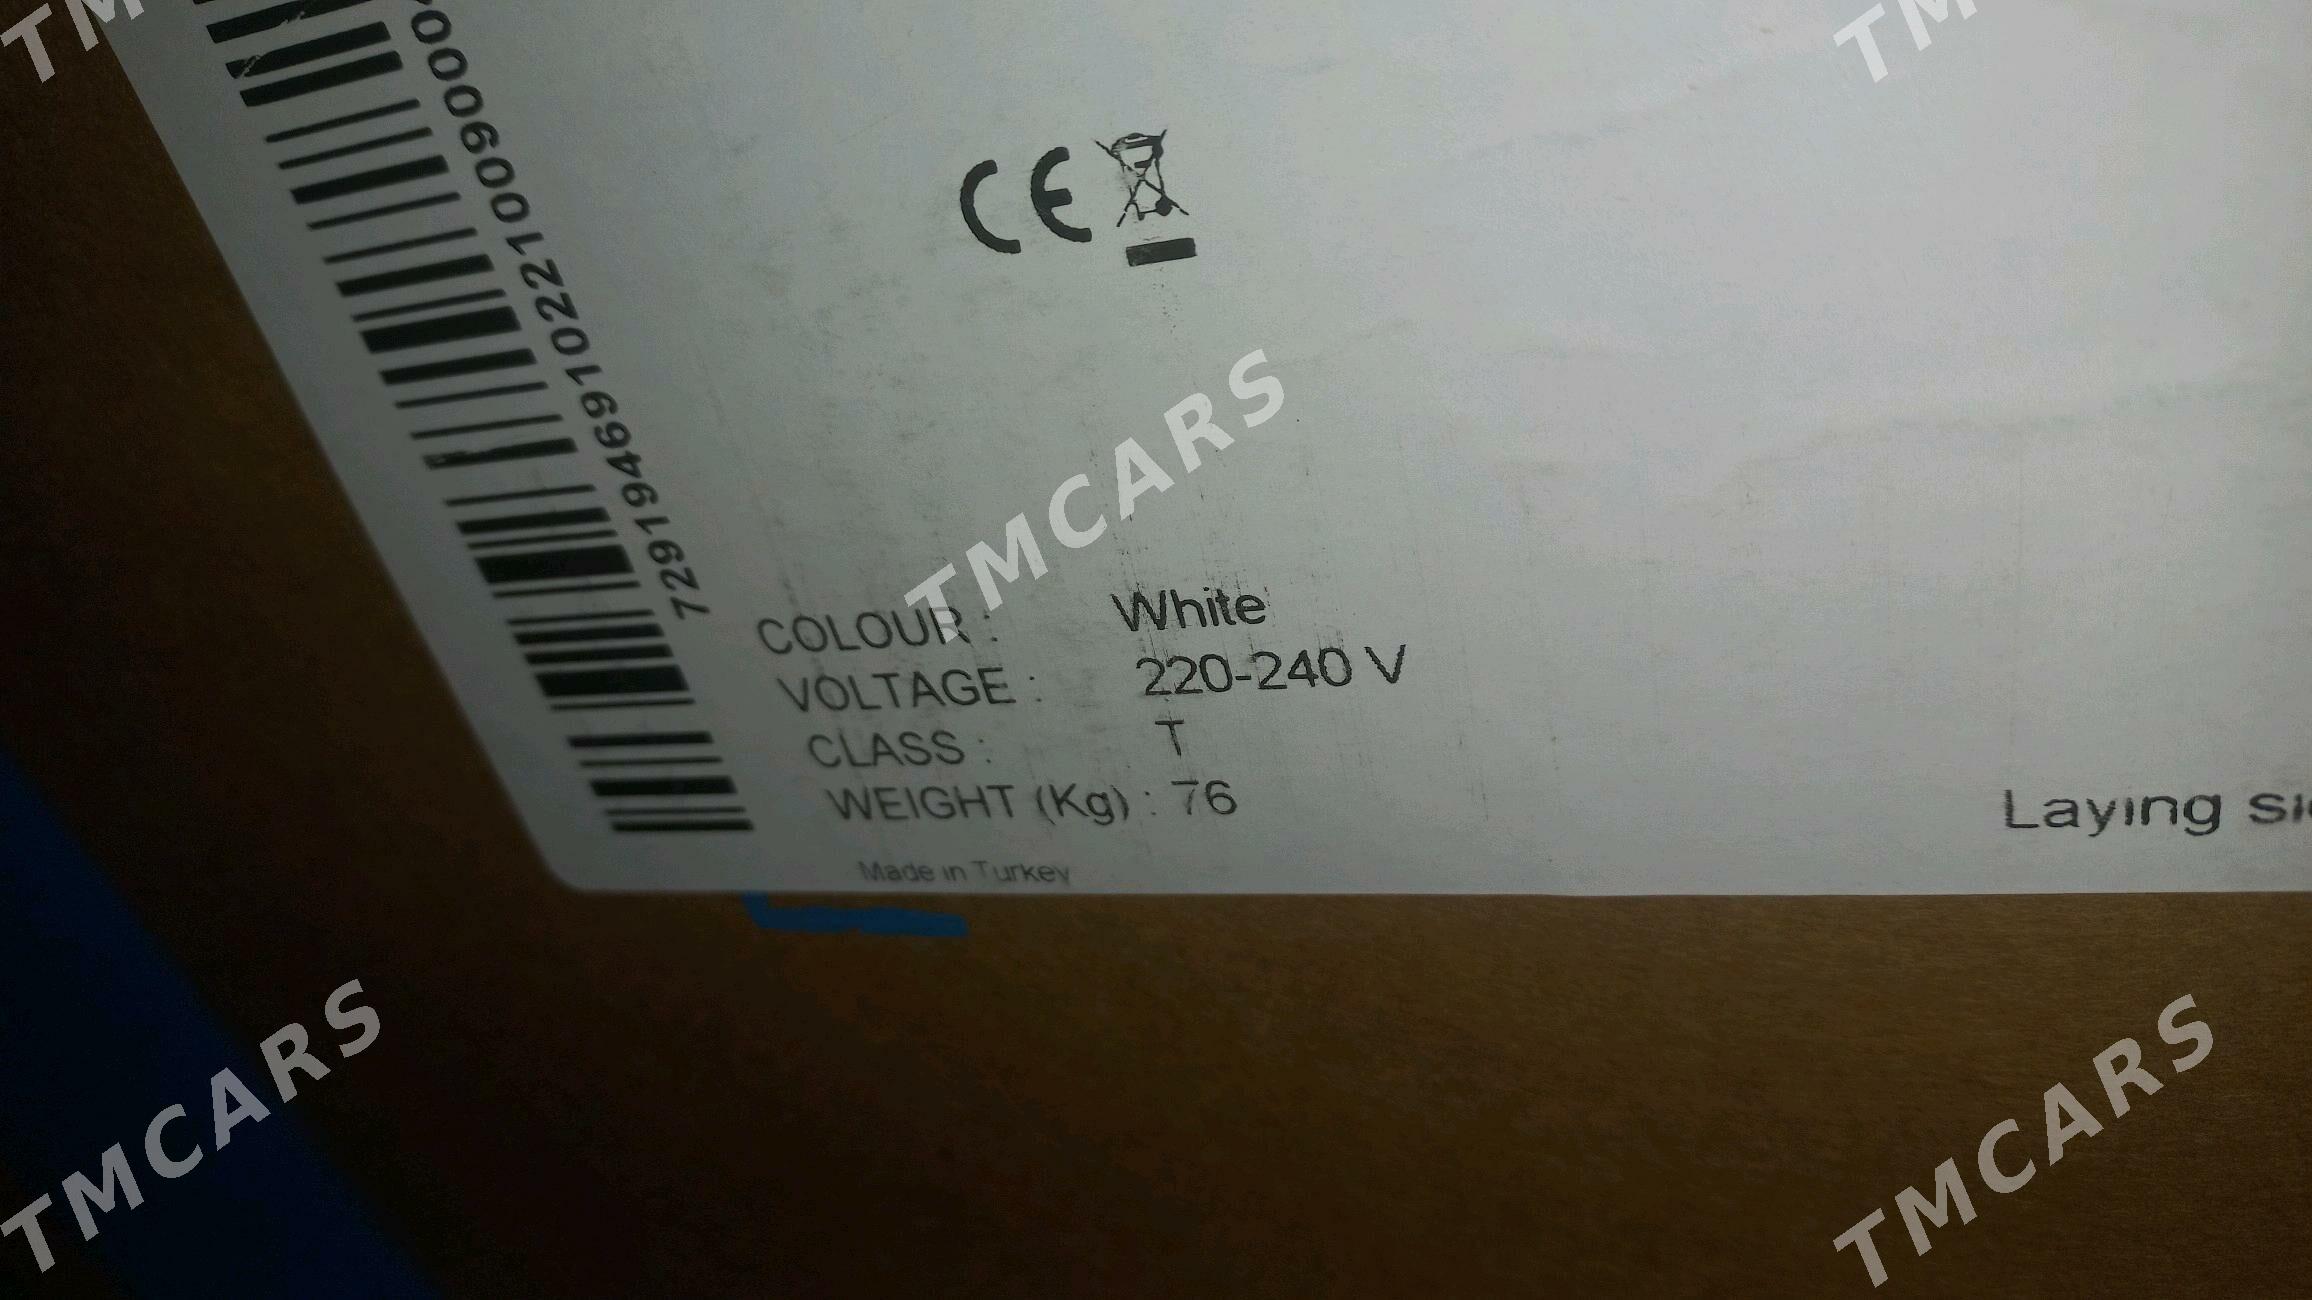 7291946910221009000
CE
COLOUR : White
VOLTAGE : 220-240 V
CLASS : T
WEIGHT (Kg) : 76
Made in Turkey
Laying
TMCARS
TMCARS
TMCARS